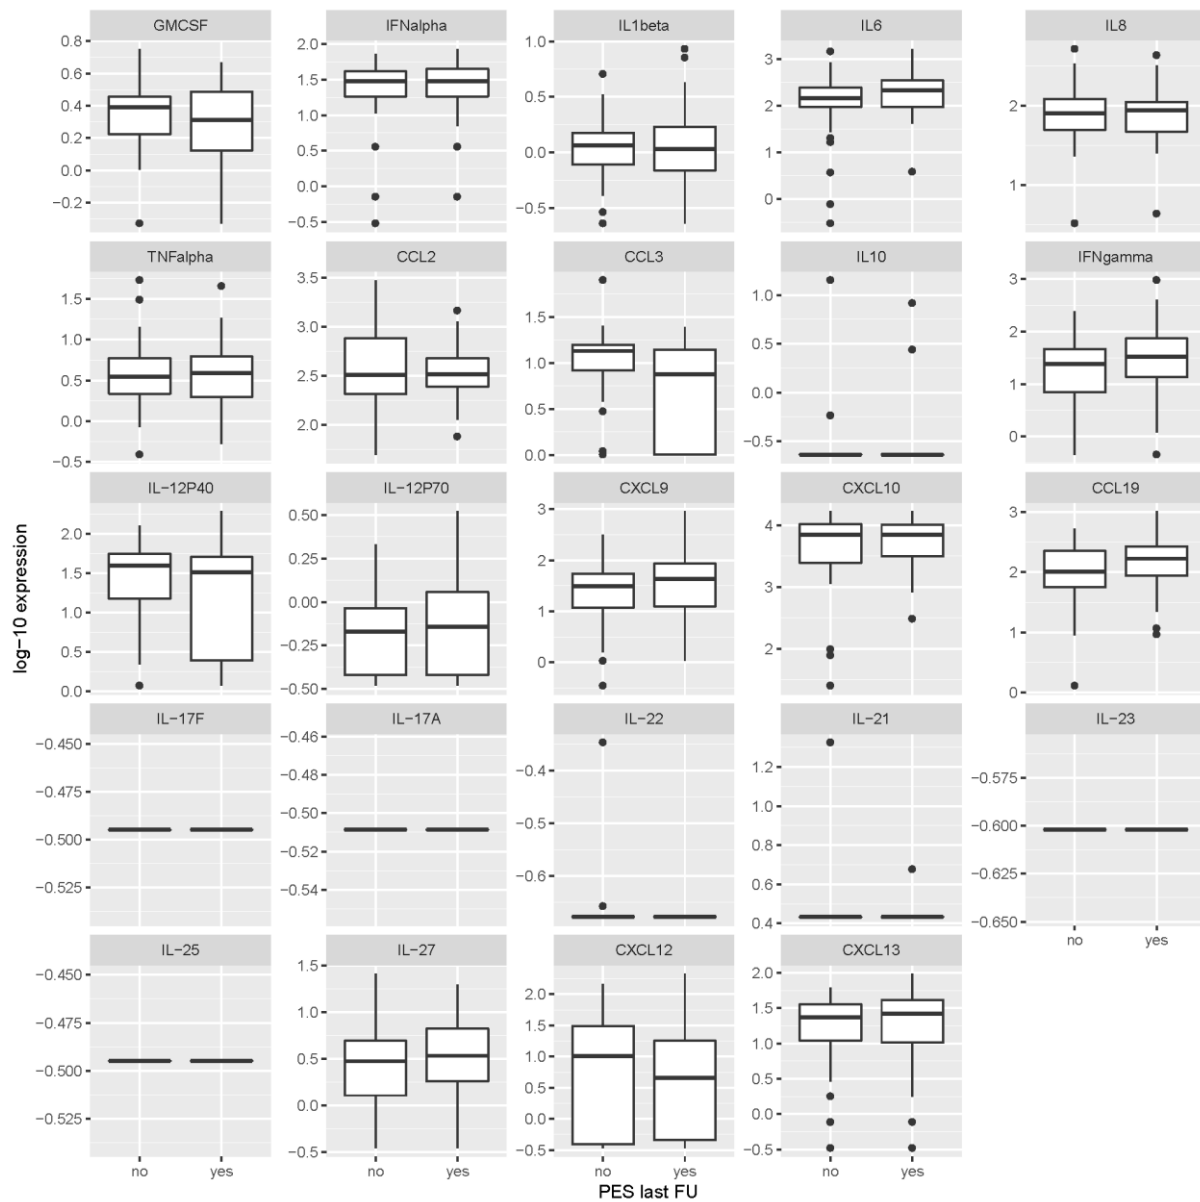 GMCSF IFNalpha IL1beta IL6 IL8
0.8 0.6 0.4 0.2 0.0 −0.2
2.0 1.5 1.0 0.5 0.0 −0.5
1.0 0.5 0.0 −0.5
3 2 1 0
2 1
TNFalpha CCL2 CCL3 IL10 IFNgamma
1.5 1.0 0.5 0.0 −0.5
3.5 3.0 2.5 2.0
1.5 1.0 0.5 0.0
1.0 0.5 0.0 −0.5
3 2 1 0
log−10 expression
IL−12P40 IL−12P70 CXCL9 CXCL10 CCL19
2.0 1.5 1.0 0.5 0.0
0.50 0.25 0.00 −0.25 −0.50
3 2 1 0
4 3 2
3 2 1 0
IL−17F IL−17A IL−22 IL−21 IL−23
−0.450 −0.475 −0.500 −0.525
−0.46 −0.48 −0.50 −0.52 −0.54
−0.4 −0.5 −0.6
1.2 1.0 0.8 0.6 0.4
−0.575 −0.600 −0.625 −0.650
no yes
IL−25 IL−27 CXCL12 CXCL13
−0.450 −0.475 −0.500 −0.525
1.5 1.0 0.5 0.0 −0.5
2.0 1.5 1.0 0.5 0.0 −0.5
2.0 1.5 1.0 0.5 0.0 −0.5
no yes no yes no yes no yes
PES last FU